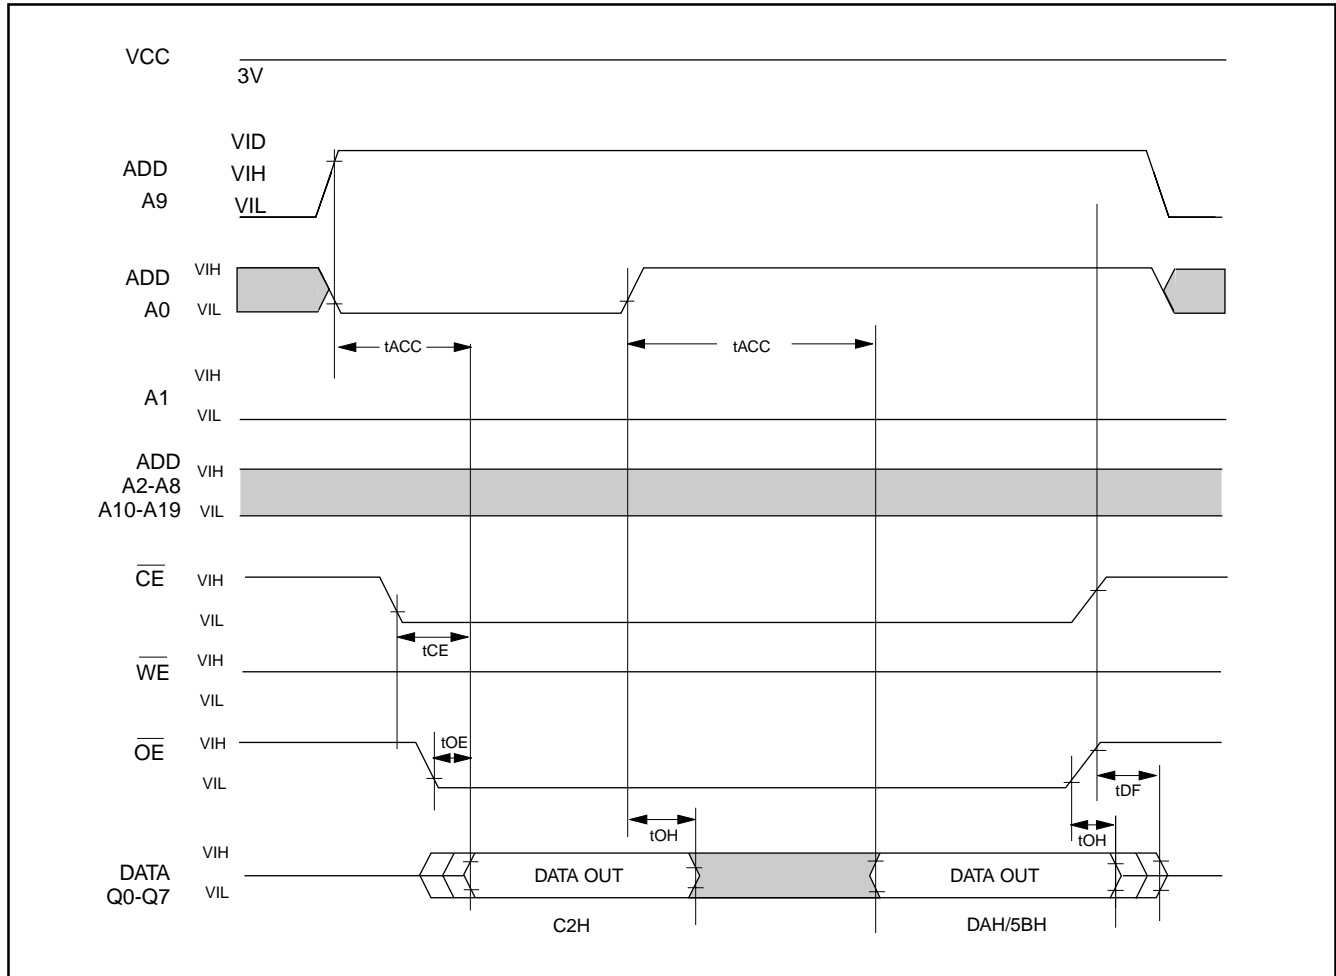 VCC
3V
VID
ADD
VIH
A9
VIL
ADD
VIH
A0
VIL
tACC
tACC
VIH
A1
VIL
ADD
VIH
A2-A8
A10-A19
VIL
CE
VIH
VIL
tCE
WE
VIH
VIL
OE
VIH
tOE
VIL
tDF
tOH
tOH
VIH
DATA
DATA OUT
DATA OUT
Q0-Q7
VIL
C2H
DAH/5BH